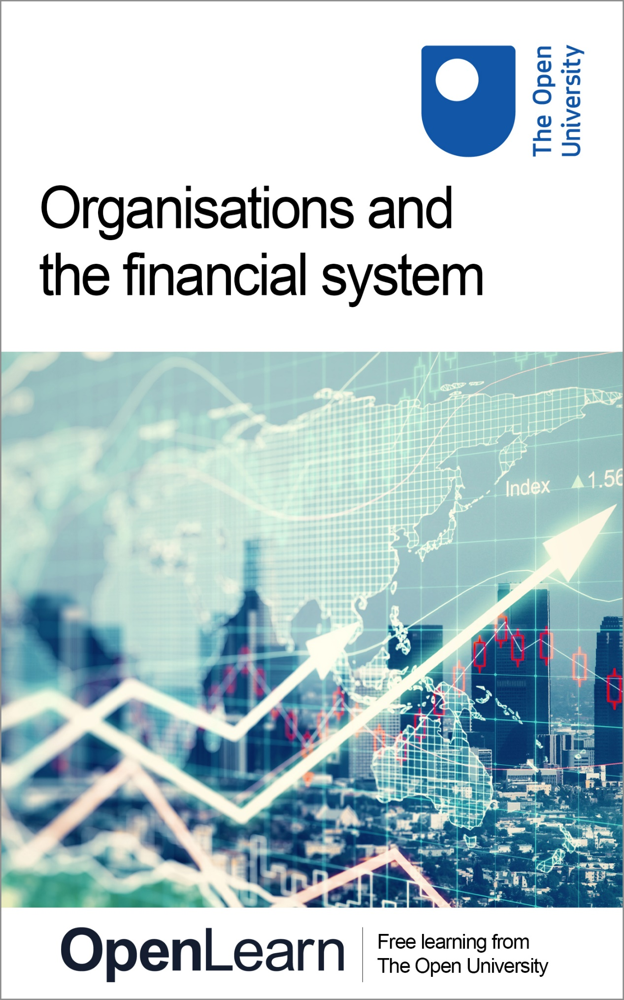 The Open
University
Organisations and
the financial system
Index ▲1.56
OpenLearn
Free learning from
The Open University